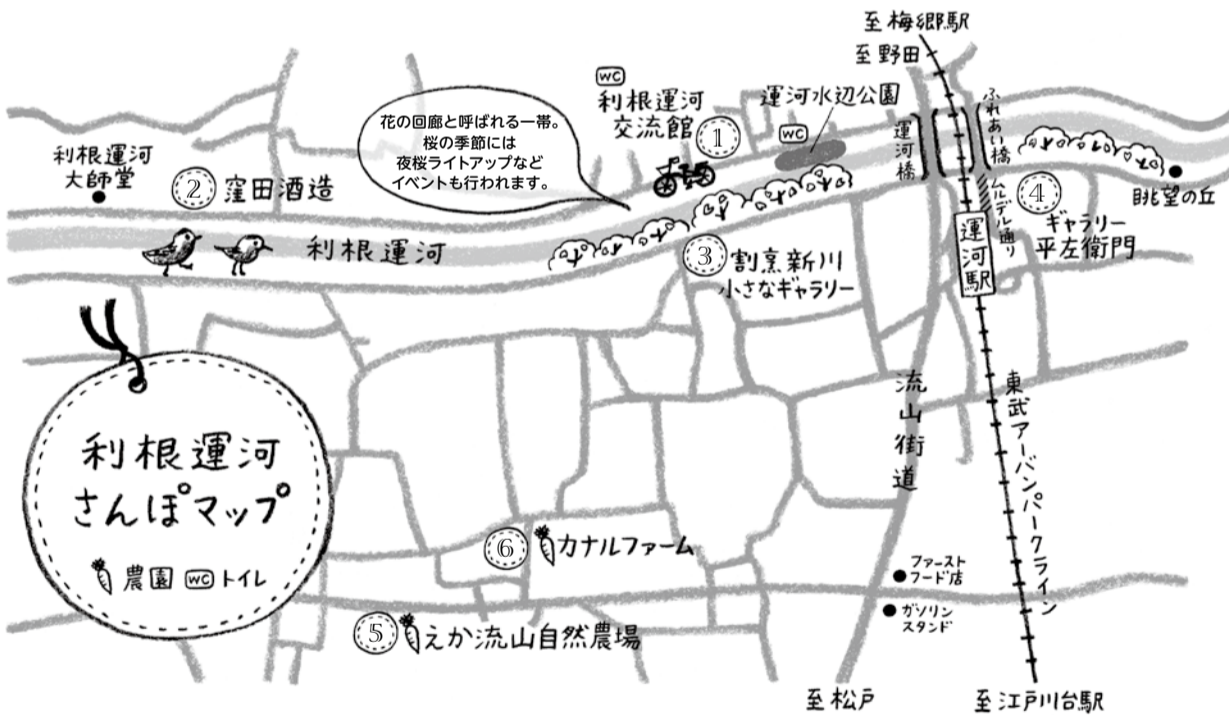 至梅郷駅
至野田
WC
利根運河
交流館
①
運河水辺公園
WC
運河橋
ふれあい橋
花の回廊と呼ばれる一帯。
桜の季節には
夜桜ライトアップなど
イベントも行われます。
利根運河
大師堂
②
窪田酒造
利根運河
③
割烹新川
小さなギャラリー
ムルデル通り
運河駅
④
ギャラリー
平左衛門
眺望の丘
利根運河
さんぽマップ
農園
WC
トイレ
流山街道
東武アーバンパークライン
⑥
カナルファーム
⑤
えか流山自然農場
ファースト
フード店
ガソリン
スタンド
至松戸
至江戸川台駅